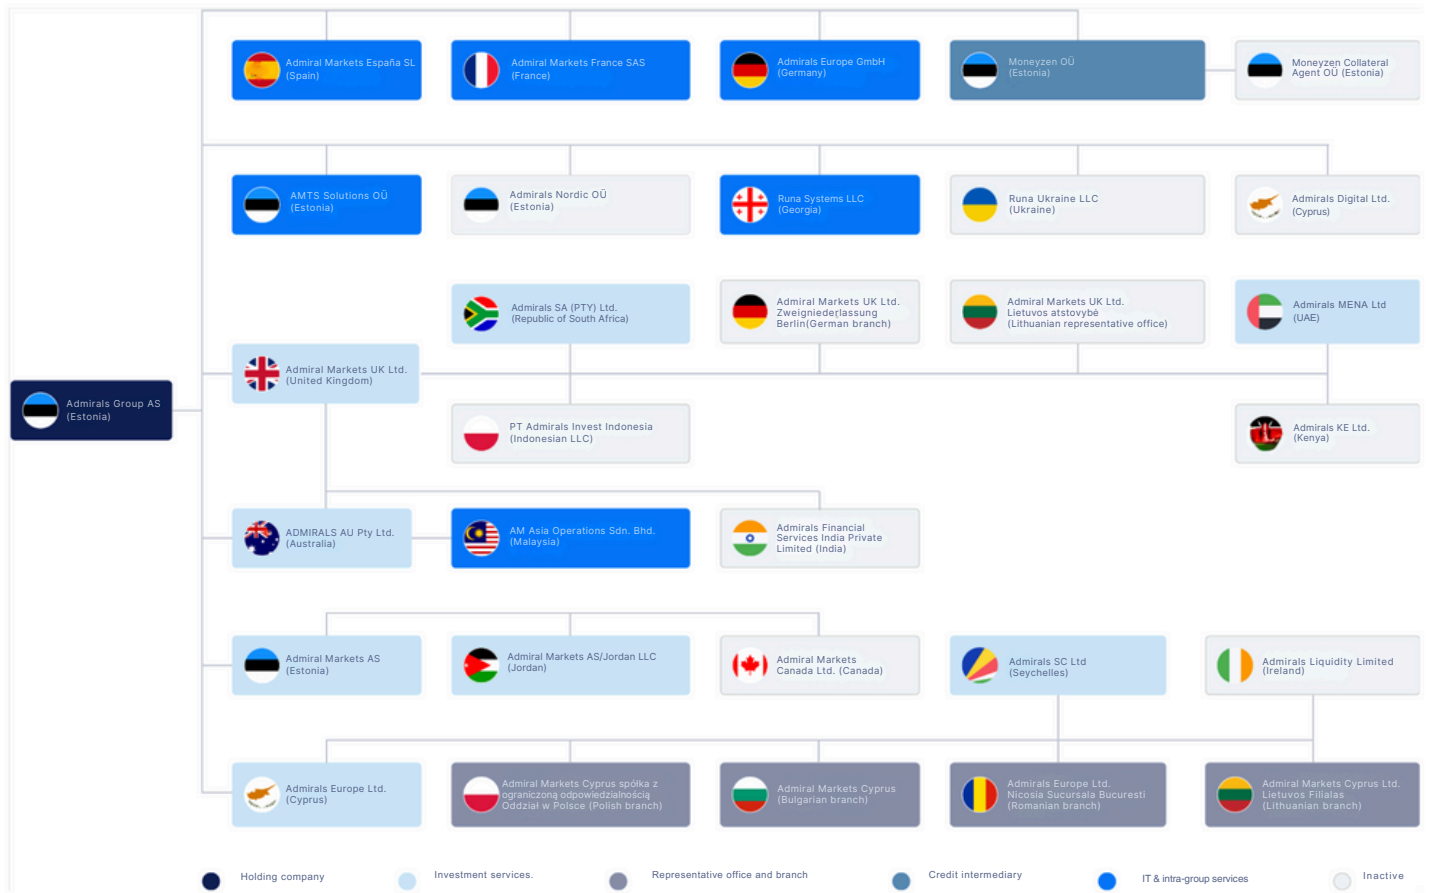 Admiral Markets España SL
(Spain)
Admiral Markets France SAS
(France)
Admirals Europe GmbH
(Germany)
Moneyzen OÜ
(Estonia)
Moneyzen Collateral
Agent OÜ (Estonia)
AMTS Solutions OÜ
(Estonia)
Admirals Nordic OÜ
(Estonia)
Runa Systems LLC
(Georgia)
Runa Ukraine LLC
(Ukraine)
Admirals Digital Ltd.
(Cyprus)
Admirals SA (PTY) Ltd.
(Republic of South Africa)
Admiral Markets UK Ltd.
Zweigniederlassung
Berlin(German branch)
Admiral Markets UK Ltd.
Lietuvos atstovybė
(Lithuanian representative office)
Admirals MENA Ltd
(UAE)
Admiral Markets UK Ltd.
(United Kingdom)
Admirals Group AS
(Estonia)
PT Admirals Invest Indonesia
(Indonesian LLC)
Admirals KE Ltd.
(Kenya)
ADMIRALS AU Pty Ltd.
(Australia)
AM Asia Operations Sdn. Bhd.
(Malaysia)
Admirals Financial
Services India Private
Limited (India)
Admiral Markets AS
(Estonia)
Admiral Markets AS/Jordan LLC
(Jordan)
Admiral Markets
Canada Ltd. (Canada)
Admirals SC Ltd
(Seychelles)
Admirals Liquidity Limited
(Ireland)
Admirals Europe Ltd.
(Cyprus)
Admiral Markets Cyprus spółka z
ograniczoną odpowiedzialnością
Oddział w Polsce (Polish branch)
Admiral Markets Cyprus
(Bulgarian branch)
Admirals Europe Ltd.
Nicosia Sucursala Bucuresti
(Romanian branch)
Admiral Markets Cyprus Ltd.
Lietuvos Filialas
(Lithuanian branch)
Holding company
Investment services.
Representative office and branch
Credit intermediary
IT & intra-group services
Inactive